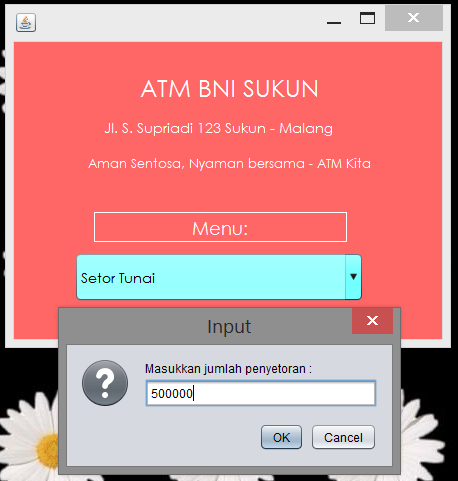 ATM BNI SUKUN
Jl. S. Supriadi 123 Sukun - Malang
Aman Sentosa, Nyaman bersama - ATM Kita
Menu:
Setor Tunai
Input
Masukkan jumlah penyetoran :
500000
OK Cancel